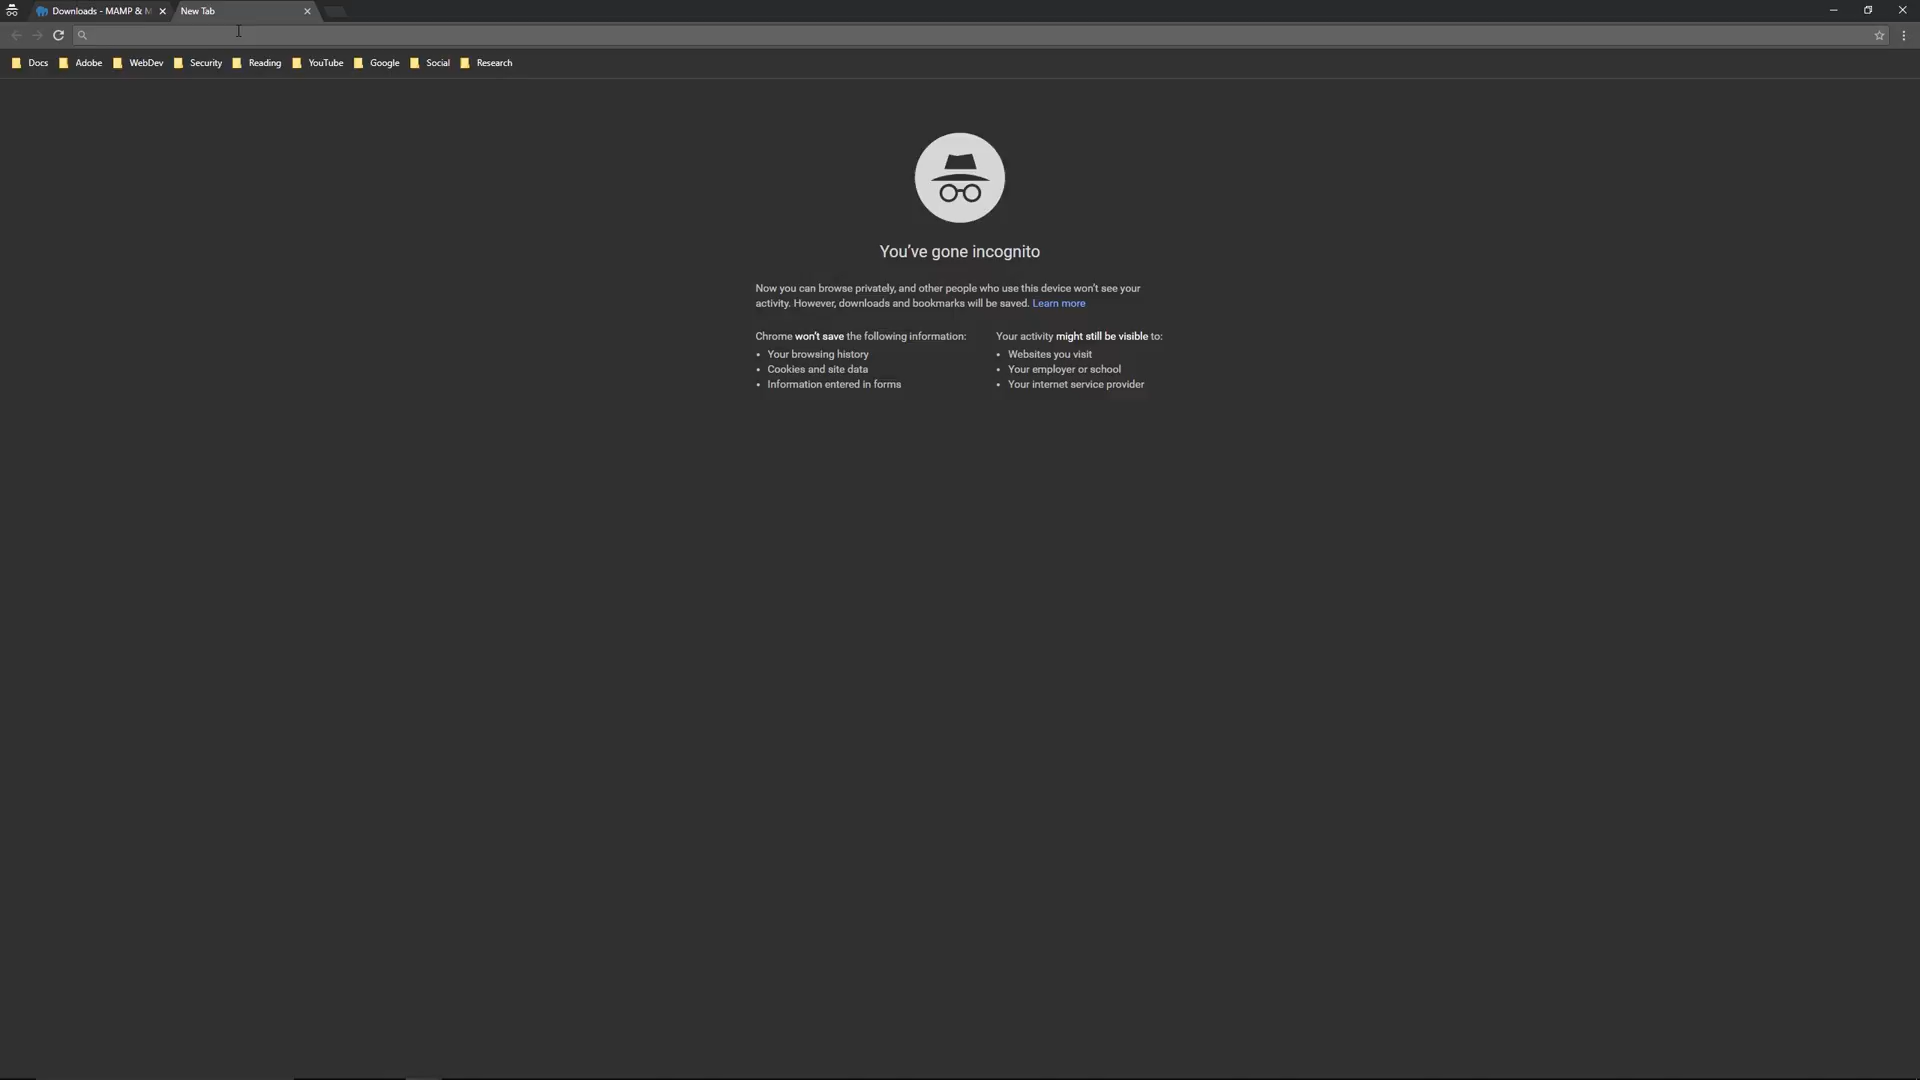 Downloads - MAMP & M
New Tab
Docs Adobe WebDev Security Reading YouTube Google Social Research
You've gone incognito
Now you can browse privately, and other people who use this device won't see your
activity. However, downloads and bookmarks will be saved. Learn more
Chrome won't save the following information:
• Your browsing history
• Cookies and site data
• Information entered in forms
Your activity might still be visible to:
• Websites you visit
• Your employer or school
• Your internet service provider